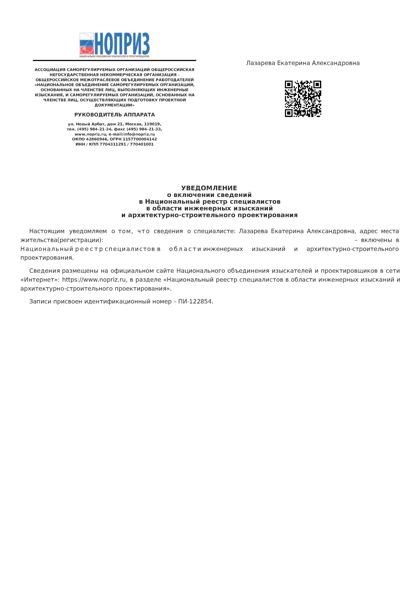 НОПРИЗ
Лазарева Екатерина Александровна
АССОЦИАЦИЯ САМОРЕГУЛИРУЕМЫХ ОРГАНИЗАЦИЙ ОБЩЕРОССИЙСКАЯ
НЕГОСУДАРСТВЕННАЯ НЕКОММЕРЧЕСКАЯ ОРГАНИЗАЦИЯ -
ОБЩЕРОССИЙСКОЕ МЕЖОТРАСЛЕВОЕ ОБЪЕДИНЕНИЕ РАБОТОДАТЕЛЕЙ
«НАЦИОНАЛЬНОЕ ОБЪЕДИНЕНИЕ САМОРЕГУЛИРУЕМЫХ ОРГАНИЗАЦИЙ,
ОСНОВАННЫХ НА ЧЛЕНСТВЕ ЛИЦ, ВЫПОЛНЯЮЩИХ ИНЖЕНЕРНЫЕ
ИЗЫСКАНИЯ, И САМОРЕГУЛИРУЕМЫХ ОРГАНИЗАЦИЙ, ОСНОВАННЫХ НА
ЧЛЕНСТВЕ ЛИЦ, ОСУЩЕСТВЛЯЮЩИХ ПОДГОТОВКУ ПРОЕКТНОЙ
ДОКУМЕНТАЦИИ»
РУКОВОДИТЕЛЬ АППАРАТА
ул. Новый Арбат, дом 21, Москва, 119019,
тел. (495) 984-21-34, факс (495) 984-21-33,
www.nopriz.ru, e-mail:info@nopriz.ru
ОКПО 42860946, ОГРН 1157700004142
ИНН / КПП 7704311291 / 770401001
УВЕДОМЛЕНИЕ
о включении сведений
в Национальный реестр специалистов
в области инженерных изысканий
и архитектурно-строительного проектирования
Настоящим уведомляем о том, что сведения о специалисте: Лазарева Екатерина Александровна, адрес места
жительства(регистрации): – включены в
Национальный реестр специалистов в области инженерных изысканий и архитектурно-строительного
проектирования.
Сведения размещены на официальном сайте Национального объединения изыскателей и проектировщиков в сети
«Интернет»: https://www.nopriz.ru, в разделе «Национальный реестр специалистов в области инженерных изысканий и
архитектурно-строительного проектирования».
Записи присвоен идентификационный номер – ПИ-122854.